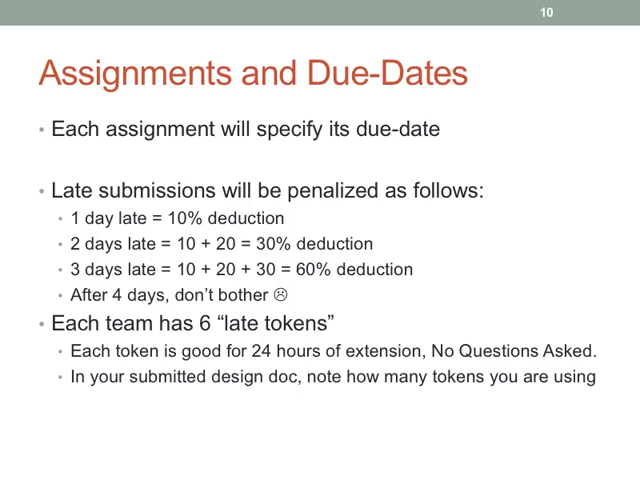 10
Assignments and Due-Dates
• Each assignment will specify its due-date
• Late submissions will be penalized as follows:
• 1 day late = 10% deduction
• 2 days late = 10 + 20 = 30% deduction
• 3 days late = 10 + 20 + 30 = 60% deduction
• After 4 days, don’t bother ☹
• Each team has 6 “late tokens”
• Each token is good for 24 hours of extension, No Questions Asked.
• In your submitted design doc, note how many tokens you are using